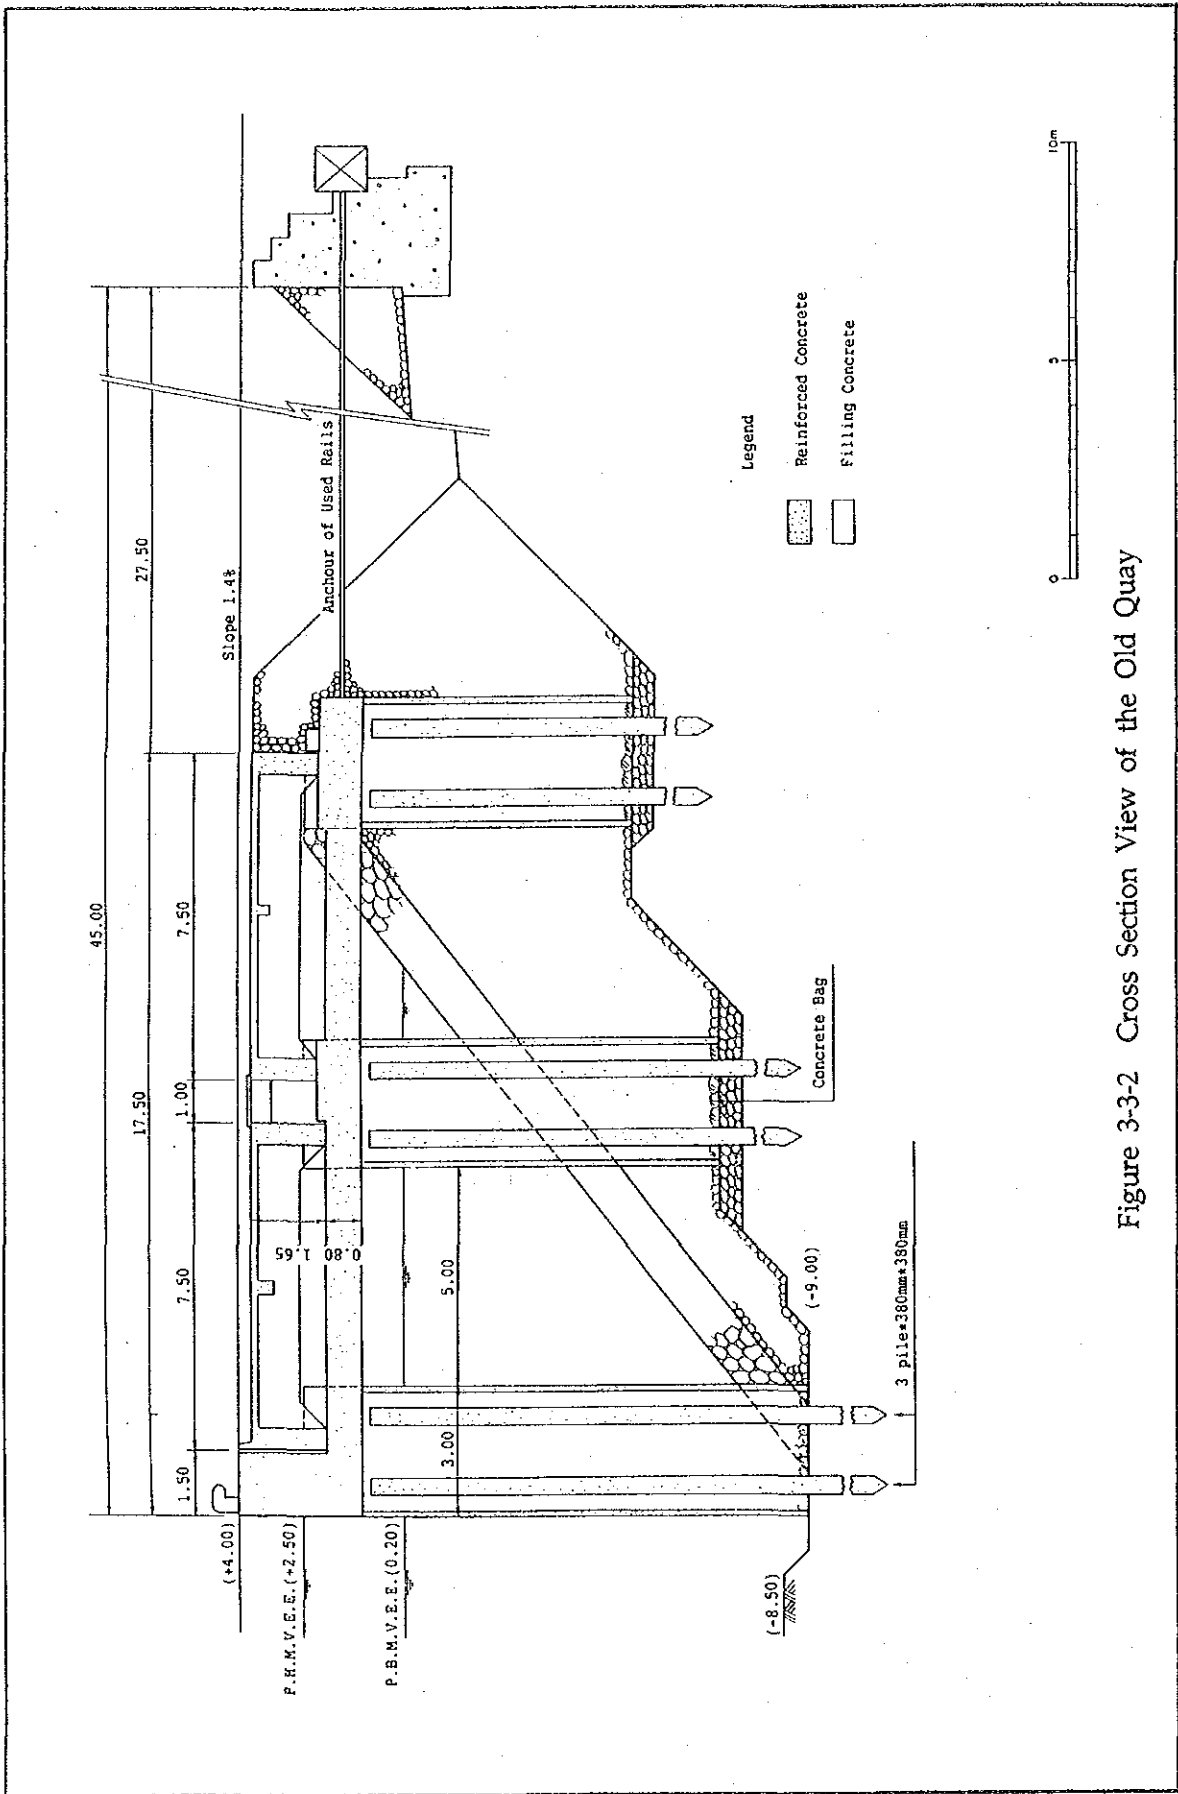 45.00
17.50
27.50
1.50
7.50
1.00
7.50
Slope 1.4%
(+4.00)
P.H.M.V.E.E.(+2.50)
P.B.M.V.E.E.(0.20)
(-8.50)
Anchour of Used Rails
1.65
1.65
0.80
3.00
5.00
(-9.00)
Concrete Bag
3 pile*380mm*380mm
Legend
Reinforced Concrete
Filling Concrete
0
5
10m
Figure 3-3-2 Cross Section View of the Old Quay